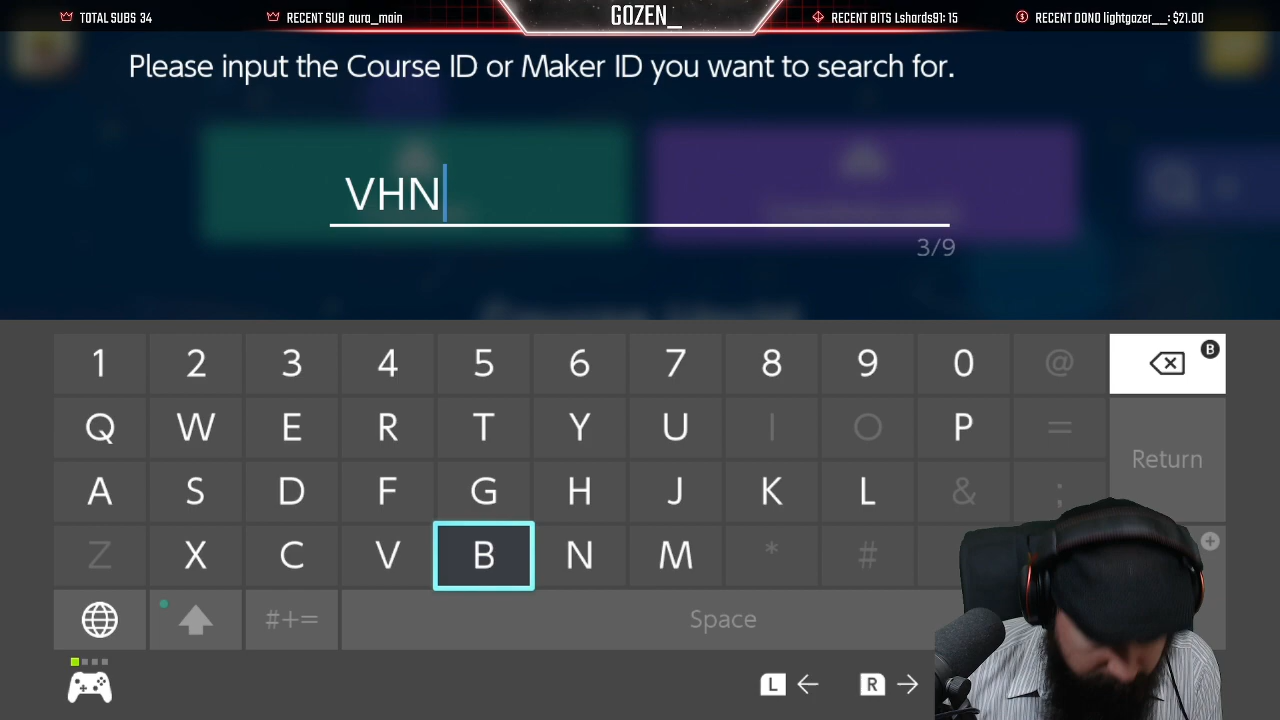 TOTAL SUBS 34
RECENT SUB aura_main
GOZEN_
RECENT BITS Lshards91: 15
RECENT DONO lightgazer__: $21.00
Please input the Course ID or Maker ID you want to search for.
VHN
3/9
1 2 3 4 5 6 7 8 9 0 @ B
Q W E R T Y U I O P =
Return
A S D F G H J K L & ;
Z X C V B N M * # +
#+= Space
L ← R →